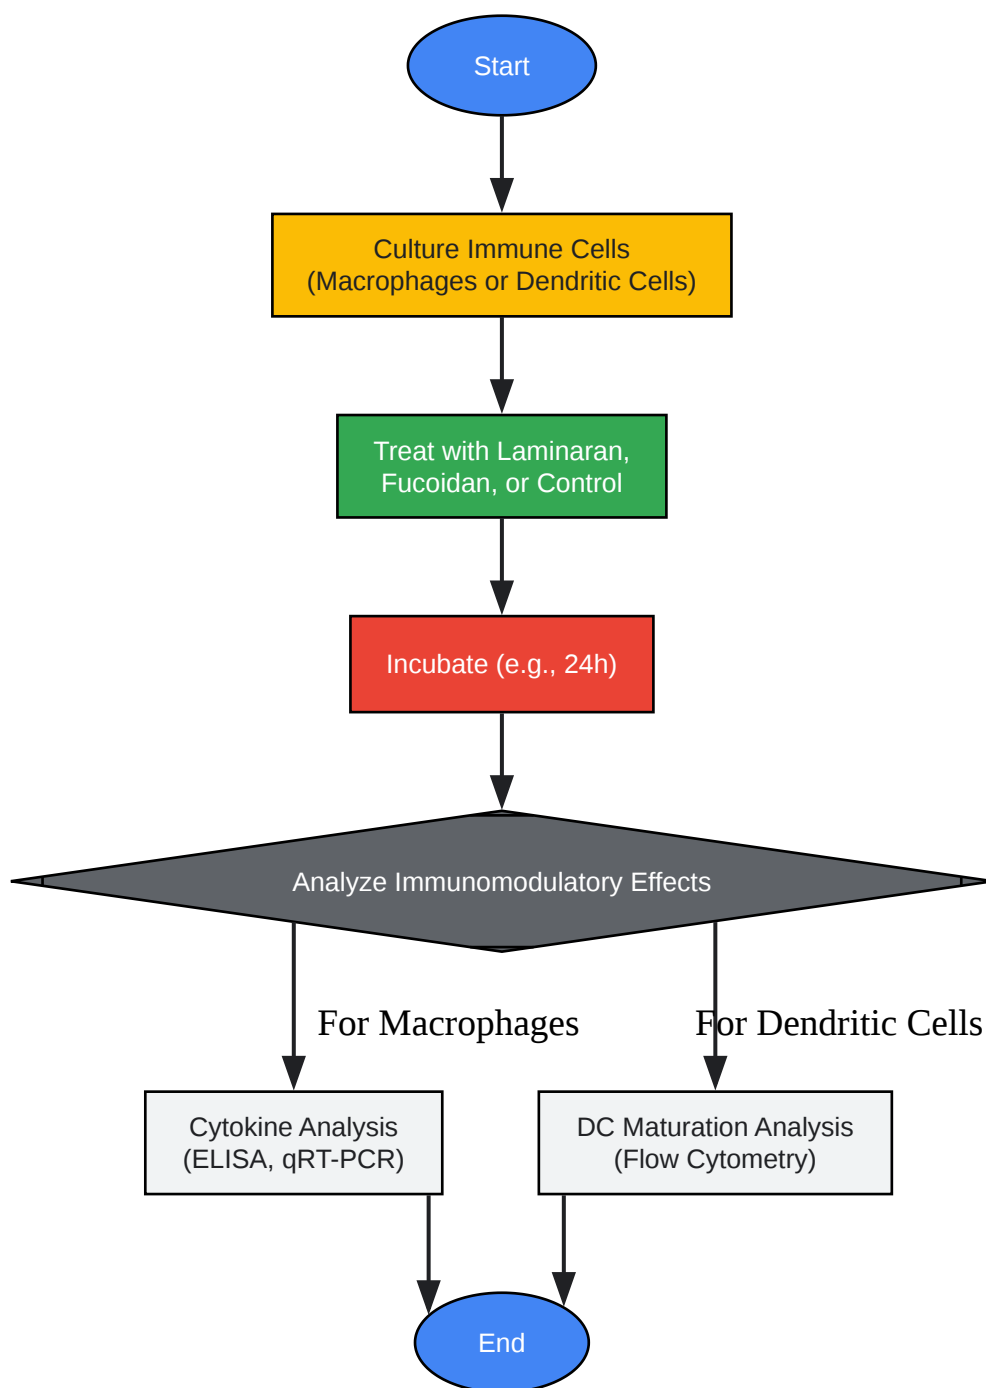 Start
Culture Immune Cells
(Macrophages or Dendritic Cells)
Treat with Laminaran,
Fucoidan, or Control
Incubate (e.g., 24h)
Analyze Immunomodulatory Effects
For Macrophages
For Dendritic Cells
Cytokine Analysis
(ELISA, qRT-PCR)
DC Maturation Analysis
(Flow Cytometry)
End